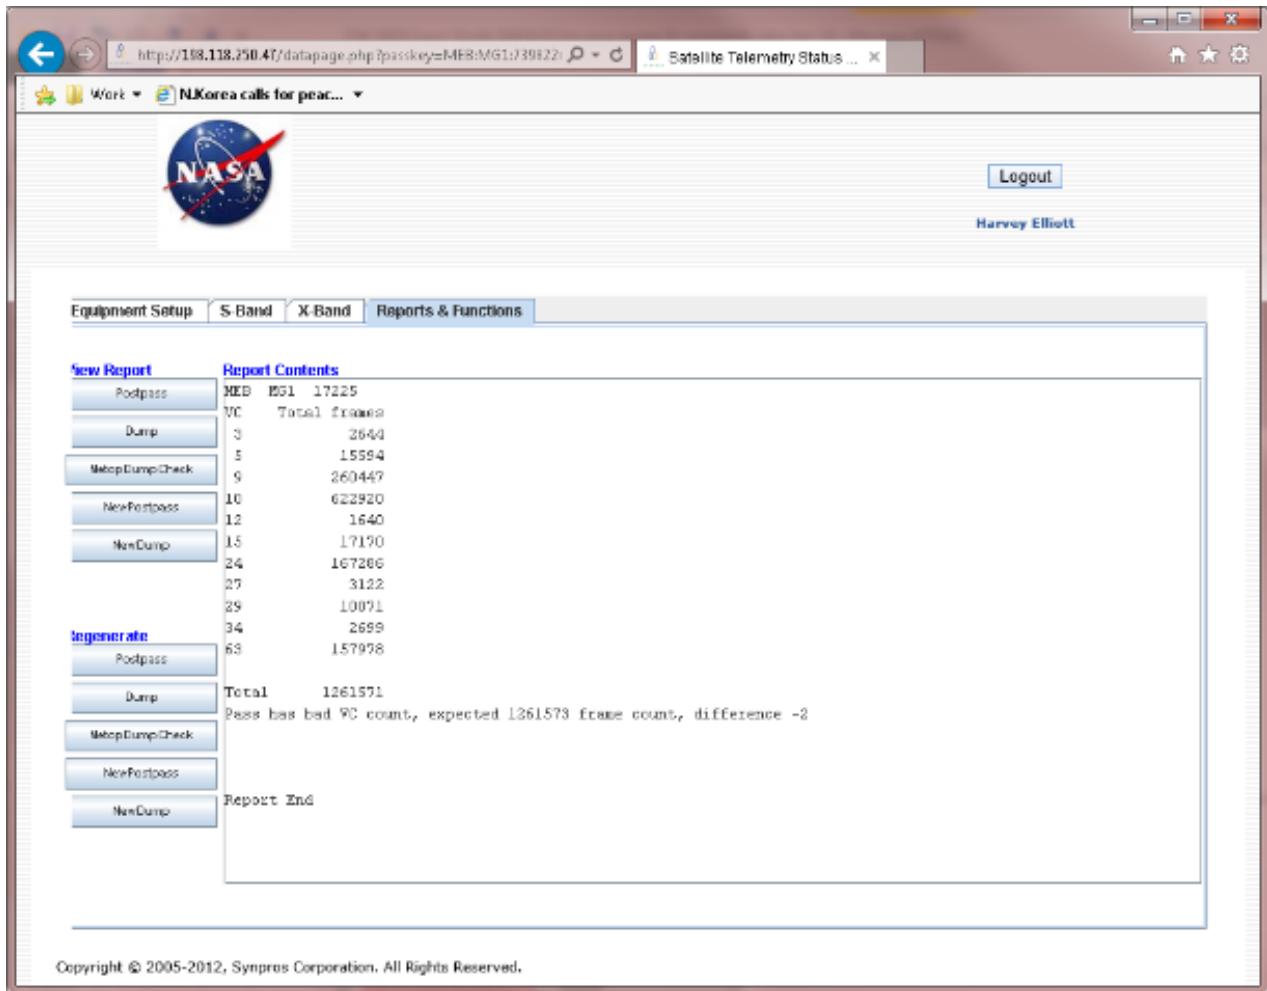 http://198.118.250.47/datapage.php?passkey=MEB:MG1:739822:
Satellite Telemetry Status ...
Work
N.Korea calls for peac...
NASA
Logout
Harvey Elliott
Equipment Setup S-Band X-Band Reports & Functions
View Report Report Contents
Postpass
Dump
MetopDumpCheck
NewPostpass
NewDump
Regenerate
Postpass
Dump
MetopDumpCheck
NewPostpass
NewDump
MEB MG1 17225
VC Total frames
3 2644
5 15594
9 260447
10 622920
12 1640
15 17170
24 167286
27 3122
29 10071
34 2699
63 157978
Total 1261571
Pass has bad VC count, expected 1261573 frame count, difference -2
Report End
Copyright © 2005-2012, Synpros Corporation. All Rights Reserved.